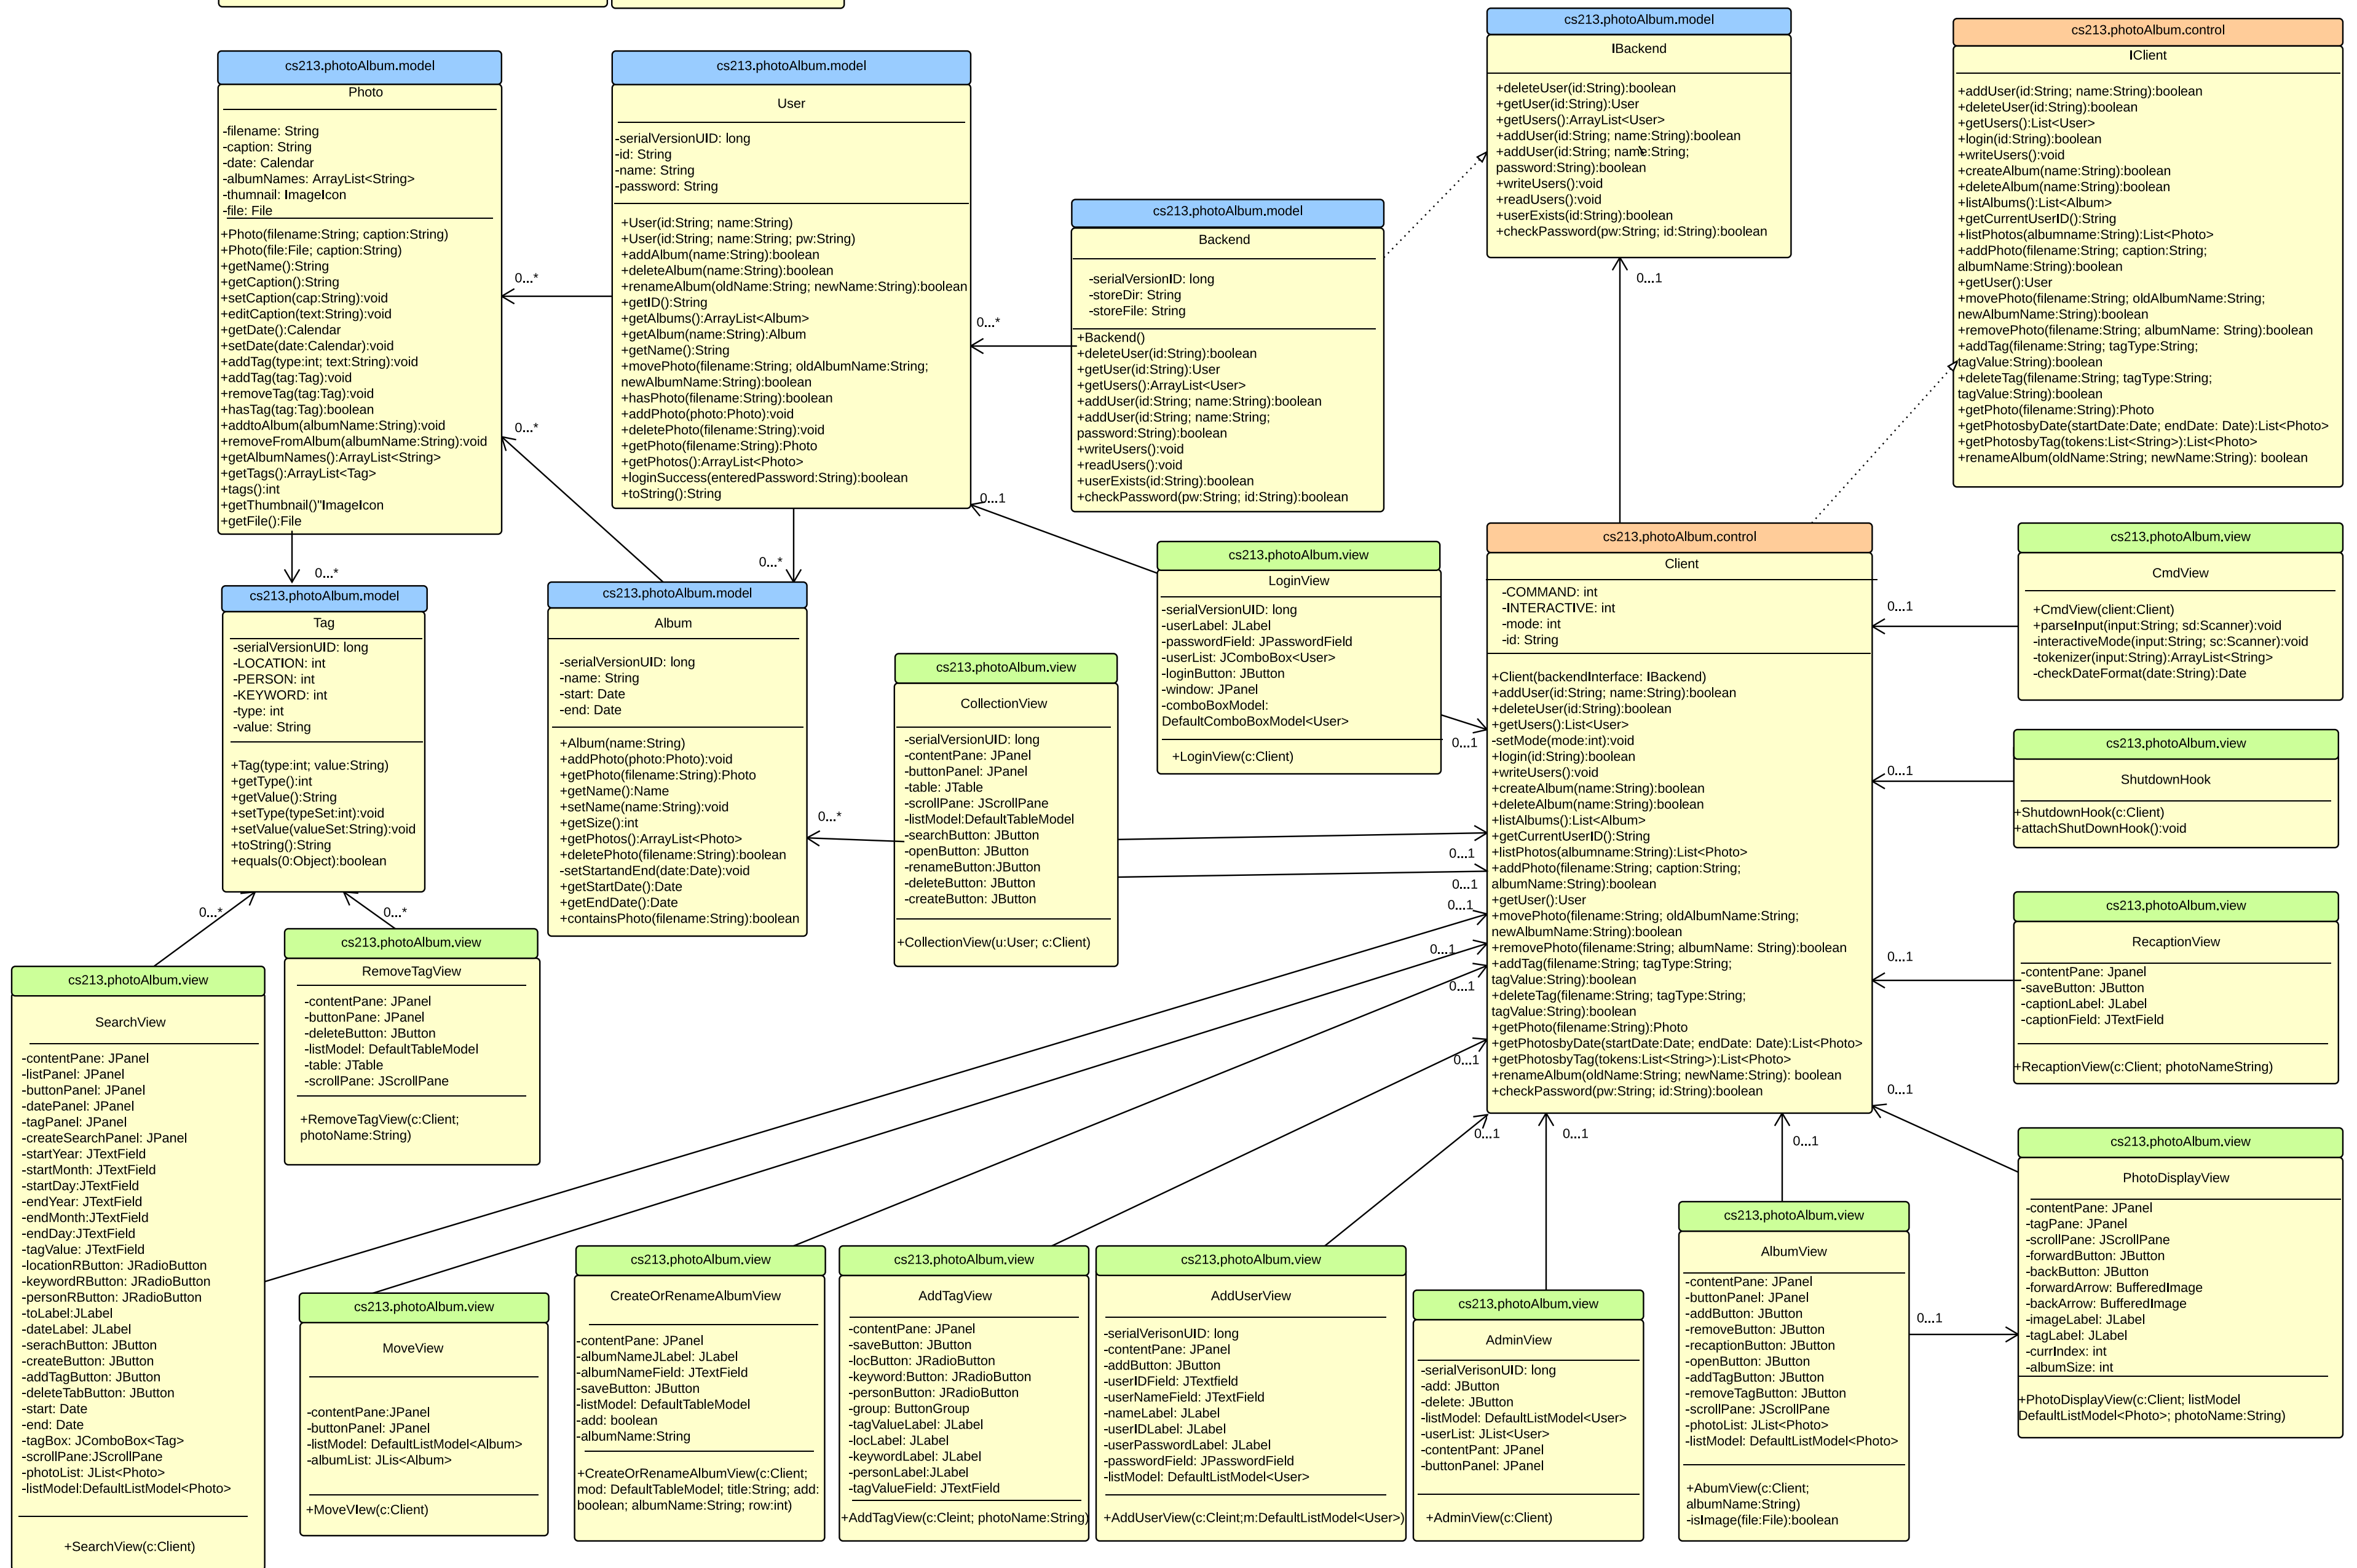 cs213.photoAlbum.model
Photo
-filename: String
-caption: String
-date: Calendar
-albumNames: ArrayList<String>
-thumnail: ImageIcon
-file: File
+Photo(filename:String; caption:String)
+Photo(file:File; caption:String)
+getName():String
+getCaption():String
+setCaption(cap:String):void
+editCaption(text:String):void
+getDate():Calendar
+setDate(date:Calendar):void
+addTag(type:int; text:String):void
+addTag(tag:Tag):void
+removeTag(tag:Tag):void
+hasTag(tag:Tag):boolean
+addtoAlbum(albumName:String):void
+removeFromAlbum(albumName:String):void
+getAlbumNames():ArrayList<String>
+getTags():ArrayList<Tag>
+tags():int
+getThumbnail()"ImageIcon
+getFile():File
0...*
0...*
0...*
cs213.photoAlbum.model
User
-serialVersionUID: long
-id: String
-name: String
-password: String
+User(id:String; name:String)
+User(id:String; name:String; pw:String)
+addAlbum(name:String):boolean
+deleteAlbum(name:String):boolean
+renameAlbum(oldName:String; newName:String):boolean
+getID():String
+getAlbums():ArrayList<Album>
+getAlbum(name:String):Album
+getName():String
+movePhoto(filename:String; oldAlbumName:String;
newAlbumName:String):boolean
+hasPhoto(filename:String):boolean
+addPhoto(photo:Photo):void
+deletePhoto(filename:String):void
+getPhoto(filename:String):Photo
+getPhotos():ArrayList<Photo>
+loginSuccess(enteredPassword:String):boolean
+toString():String
0...*
0...1
0...*
cs213.photoAlbum.model
Backend
-serialVersionID: long
-storeDir: String
-storeFile: String
+Backend()
+deleteUser(id:String):boolean
+getUser(id:String):User
+getUsers():ArrayList<User>
+addUser(id:String; name:String):boolean
+addUser(id:String; name:String;
password:String):boolean
+writeUsers():void
+readUsers():void
+userExists(id:String):boolean
+checkPassword(pw:String; id:String):boolean
cs213.photoAlbum.model
IBackend
+deleteUser(id:String):boolean
+getUser(id:String):User
+getUsers():ArrayList<User>
+addUser(id:String; name:String):boolean
+addUser(id:String; name:String;
password:String):boolean
+writeUsers():void
+readUsers():void
+userExists(id:String):boolean
+checkPassword(pw:String; id:String):boolean
0...1
cs213.photoAlbum.control
IClient
+addUser(id:String; name:String):boolean
+deleteUser(id:String):boolean
+getUsers():List<User>
+login(id:String):boolean
+writeUsers():void
+createAlbum(name:String):boolean
+deleteAlbum(name:String):boolean
+listAlbums():List<Album>
+getCurrentUserID():String
+listPhotos(albumname:String):List<Photo>
+addPhoto(filename:String; caption:String;
albumName:String):boolean
+getUser():User
+movePhoto(filename:String; oldAlbumName:String;
newAlbumName:String):boolean
+removePhoto(filename:String; albumName: String):boolean
+addTag(filename:String; tagType:String;
tagValue:String):boolean
+deleteTag(filename:String; tagType:String;
tagValue:String):boolean
+getPhoto(filename:String):Photo
+getPhotosbyDate(startDate:Date; endDate: Date):List<Photo>
+getPhotosbyTag(tokens:List<String>):List<Photo>
+renameAlbum(oldName:String; newName:String): boolean
cs213.photoAlbum.model
Tag
-serialVersionUID: long
-LOCATION: int
-PERSON: int
-KEYWORD: int
-type: int
-value: String
+Tag(type:int; value:String)
+getType():int
+getValue():String
+setType(typeSet:int):void
+setValue(valueSet:String):void
+toString():String
+equals(0:Object):boolean
0...*
0...*
cs213.photoAlbum.model
Album
-serialVersionUID: long
-name: String
-start: Date
-end: Date
+Album(name:String)
+addPhoto(photo:Photo):void
+getPhoto(filename:String):Photo
+getName():Name
+setName(name:String):void
+getSize():int
+getPhotos():ArrayList<Photo>
+deletePhoto(filename:String):boolean
-setStartandEnd(date:Date):void
+getStartDate():Date
+getEndDate():Date
+containsPhoto(filename:String):boolean
0...*
cs213.photoAlbum.view
CollectionView
-serialVersionUID: long
-contentPane: JPanel
-buttonPanel: JPanel
-table: JTable
-scrollPane: JScrollPane
-listModel:DefaultTableModel
-searchButton: JButton
-openButton: JButton
-renameButton:JButton
-deleteButton: JButton
-createButton: JButton
+CollectionView(u:User; c:Client)
cs213.photoAlbum.view
LoginView
-serialVersionUID: long
-userLabel: JLabel
-passwordField: JPasswordField
-userList: JComboBox<User>
-loginButton: JButton
-window: JPanel
-comboBoxModel:
DefaultComboBoxModel<User>
+LoginView(c:Client)
0...1
0...1
0...1
0...1
0...1
0...1
0...1
0...1
0...1
0...1
cs213.photoAlbum.control
Client
-COMMAND: int
-INTERACTIVE: int
-mode: int
-id: String
+Client(backendInterface: IBackend)
+addUser(id:String; name:String):boolean
+deleteUser(id:String):boolean
+getUsers():List<User>
-setMode(mode:int):void
+login(id:String):boolean
+writeUsers():void
+createAlbum(name:String):boolean
+deleteAlbum(name:String):boolean
+listAlbums():List<Album>
+getCurrentUserID():String
+listPhotos(albumname:String):List<Photo>
+addPhoto(filename:String; caption:String;
albumName:String):boolean
+getUser():User
+movePhoto(filename:String; oldAlbumName:String;
newAlbumName:String):boolean
+removePhoto(filename:String; albumName: String):boolean
+addTag(filename:String; tagType:String;
tagValue:String):boolean
+deleteTag(filename:String; tagType:String;
tagValue:String):boolean
+getPhoto(filename:String):Photo
+getPhotosbyDate(startDate:Date; endDate: Date):List<Photo>
+getPhotosbyTag(tokens:List<String>):List<Photo>
+renameAlbum(oldName:String; newName:String): boolean
+checkPassword(pw:String; id:String):boolean
0...1
0...1
0...1
0...1
cs213.photoAlbum.view
CmdView
+CmdView(client:Client)
+parseInput(input:String; sd:Scanner):void
-interactiveMode(input:String; sc:Scanner):void
-tokenizer(input:String):ArrayList<String>
-checkDateFormat(date:String):Date
cs213.photoAlbum.view
ShutdownHook
+ShutdownHook(c:Client)
+attachShutDownHook():void
cs213.photoAlbum.view
RecaptionView
-contentPane: Jpanel
-saveButton: JButton
-captionLabel: JLabel
-captionField: JTextField
+RecaptionView(c:Client; photoNameString)
cs213.photoAlbum.view
SearchView
-contentPane: JPanel
-listPanel: JPanel
-buttonPanel: JPanel
-datePanel: JPanel
-tagPanel: JPanel
-createSearchPanel: JPanel
-startYear: JTextField
-startMonth: JTextField
-startDay:JTextField
-endYear: JTextField
-endMonth:JTextField
-endDay:JTextField
-tagValue: JTextField
-locationRButton: JRadioButton
-keywordRButton: JRadioButton
-personRButton: JRadioButton
-toLabel:JLabel
-dateLabel: JLabel
-serachButton: JButton
-createButton: JButton
-addTagButton: JButton
-deleteTabButton: JButton
-start: Date
-end: Date
-tagBox: JComboBox<Tag>
-scrollPane:JScrollPane
-photoList: JList<Photo>
-listModel:DefaultListModel<Photo>
+SearchView(c:Client)
cs213.photoAlbum.view
RemoveTagView
-contentPane: JPanel
-buttonPane: JPanel
-deleteButton: JButton
-listModel: DefaultTableModel
-table: JTable
-scrollPane: JScrollPane
+RemoveTagView(c:Client;
photoName:String)
cs213.photoAlbum.view
MoveView
-contentPane:JPanel
-buttonPanel: JPanel
-listModel: DefaultListModel<Album>
-albumList: JLis<Album>
+MoveVIew(c:Client)
cs213.photoAlbum.view
CreateOrRenameAlbumView
-contentPane: JPanel
-albumNameJLabel: JLabel
-albumNameField: JTextField
-saveButton: JButton
-listModel: DefaultTableModel
-add: boolean
-albumName:String
+CreateOrRenameAlbumView(c:Client;
mod: DefaultTableModel; title:String; add:
boolean; albumName:String; row:int)
cs213.photoAlbum.view
AddTagView
-contentPane: JPanel
-saveButton: JButton
-locButton: JRadioButton
-keyword:Button: JRadioButton
-personButton: JRadioButton
-group: ButtonGroup
-tagValueLabel: JLabel
-locLabel: JLabel
-keywordLabel: JLabel
-personLabel:JLabel
-tagValueField: JTextField
+AddTagView(c:Cleint; photoName:String)
cs213.photoAlbum.view
AddUserView
-serialVerisonUID: long
-contentPane: JPanel
-addButton: JButton
-userIDField: JTextfield
-userNameField: JTextField
-nameLabel: JLabel
-userIDLabel: JLabel
-userPasswordLabel: JLabel
-passwordField: JPasswordField
-listModel: DefaultListModel<User>
+AddUserView(c:Cleint;m:DefaultListModel<User>)
cs213.photoAlbum.view
AdminView
-serialVerisonUID: long
-add: JButton
-delete: JButton
-listModel: DefaultListModel<User>
-userList: JList<User>
-contentPant: JPanel
-buttonPanel: JPanel
+AdminView(c:Client)
cs213.photoAlbum.view
AlbumView
-contentPane: JPanel
-buttonPanel: JPanel
-addButton: JButton
-removeButton: JButton
-recaptionButton: JButton
-openButton: JButton
-addTagButton: JButton
-removeTagButton: JButton
-scrollPane: JScrollPane
-photoList: JList<Photo>
-listModel: DefaultListModel<Photo>
+AbumView(c:Client;
albumName:String)
-isImage(file:File):boolean
0...1
cs213.photoAlbum.view
PhotoDisplayView
-contentPane: JPanel
-tagPane: JPanel
-scrollPane: JScrollPane
-forwardButton: JButton
-backButton: JButton
-forwardArrow: BufferedImage
-backArrow: BufferedImage
-imageLabel: JLabel
-tagLabel: JLabel
-currIndex: int
-albumSize: int
+PhotoDisplayView(c:Client; listModel
DefaultListModel<Photo>; photoName:String)